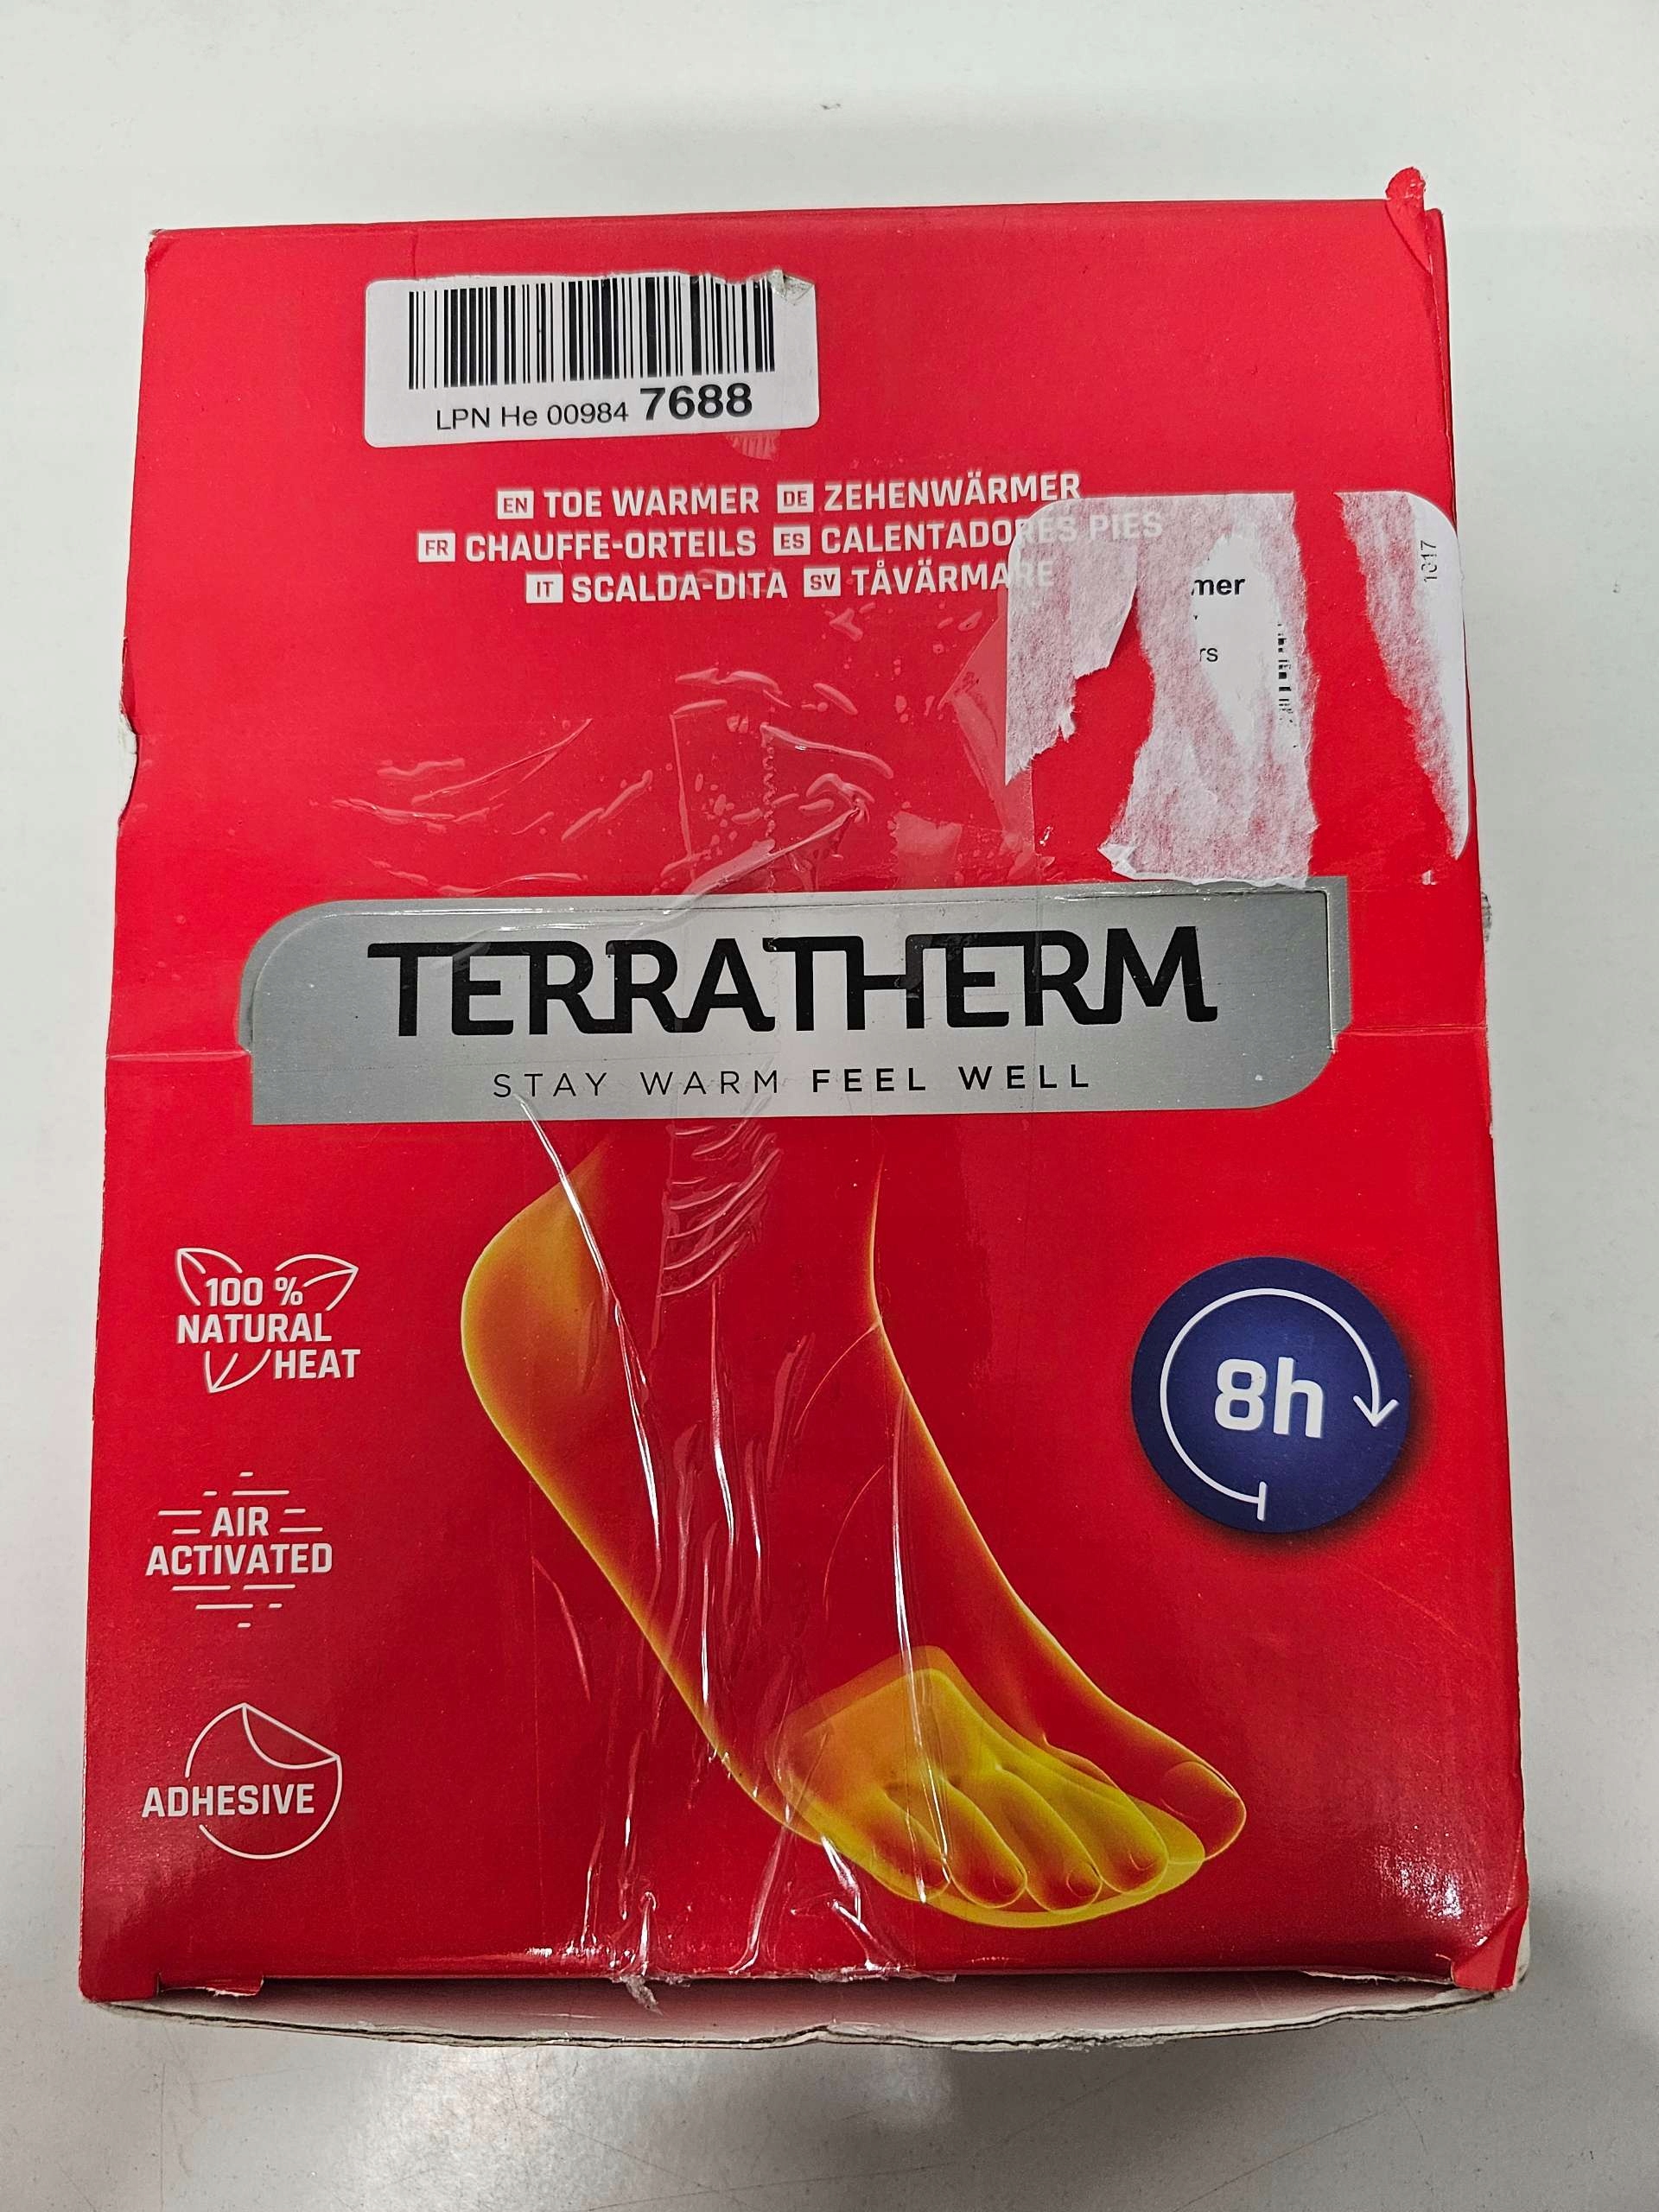 LPN He 00984 7688
EN TOE WARMER DE ZEHENWÄRMER
FR CHAUFFE-ORTEILS ES CALENTADORES PIES
IT SCALDA-DITA SV TÅVÄRMARE
TERRATHERM
STAY WARM FEEL WELL
100 %
NATURAL
HEAT
8h
AIR
ACTIVATED
ADHESIVE